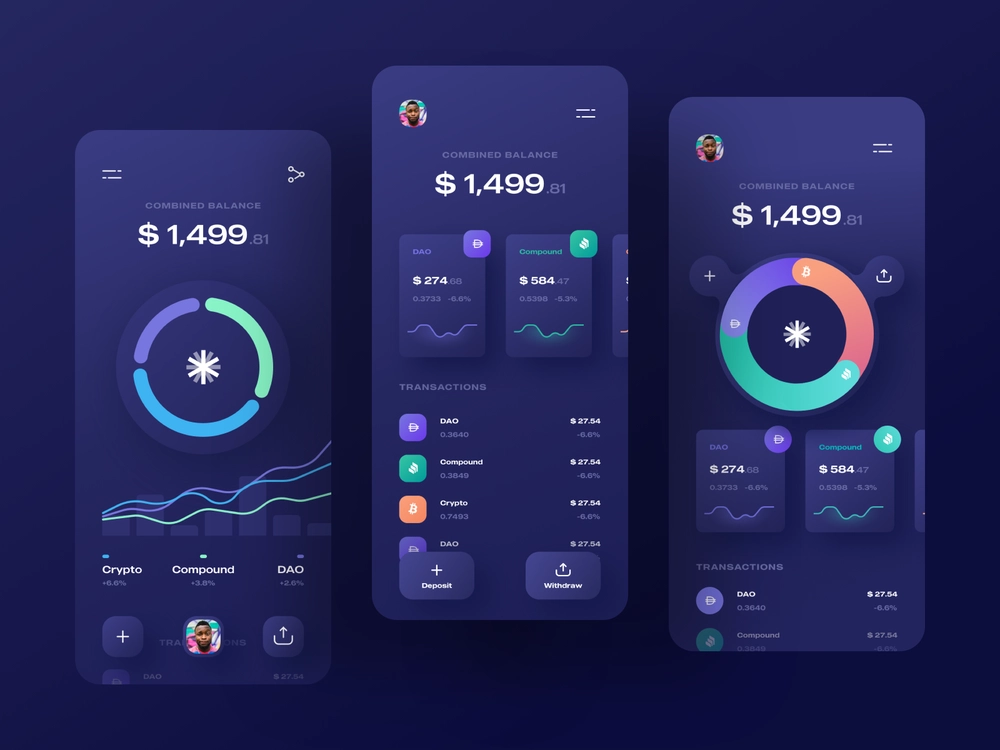 COMBINED BALANCE
$ 1,499.81
Crypto
+6.6%
Compound
+3.8%
DAO
+2.6%
DAO
$ 27.54
COMBINED BALANCE
$ 1,499.81
DAO
$ 274.68
0.3733 -6.6%
Compound
$ 584.47
0.5398 -5.3%
TRANSACTIONS
DAO $ 27.54
0.3640 -6.6%
Compound $ 27.54
0.3849 -6.6%
Crypto $ 27.54
0.7493 -6.6%
DAO $ 27.54
Deposit
Withdraw
COMBINED BALANCE
$ 1,499.81
DAO
$ 274.68
0.3733 -6.6%
Compound
$ 584.47
0.5398 -5.3%
TRANSACTIONS
DAO $ 27.54
0.3640 -6.6%
Compound $ 27.54
0.3849 -6.6%